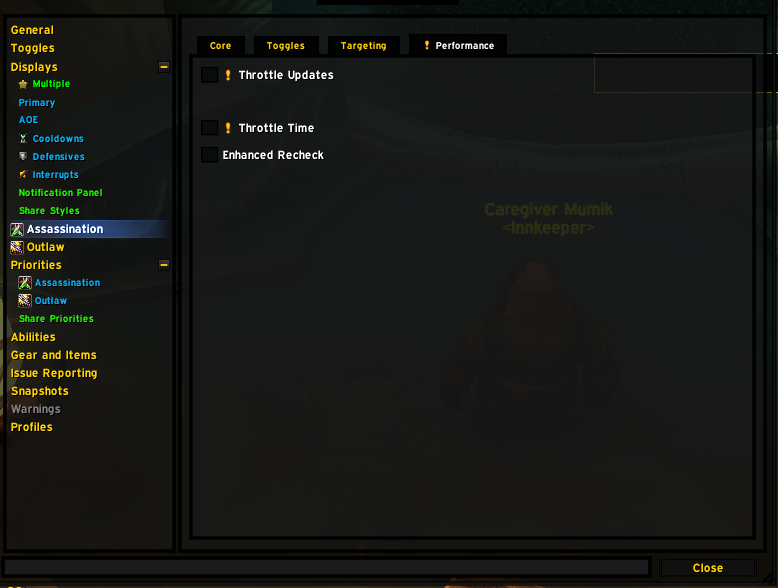 General
Toggles
Displays
Multiple
Primary
AOE
Cooldowns
Defensives
Interrupts
Notification Panel
Share Styles
Assassination
Outlaw
Priorities
Assassination
Outlaw
Share Priorities
Abilities
Gear and Items
Issue Reporting
Snapshots
Warnings
Profiles
Core Toggles Targeting Performance
Throttle Updates
Throttle Time
Enhanced Recheck
Caregiver Mumik
<Innkeeper>
Close